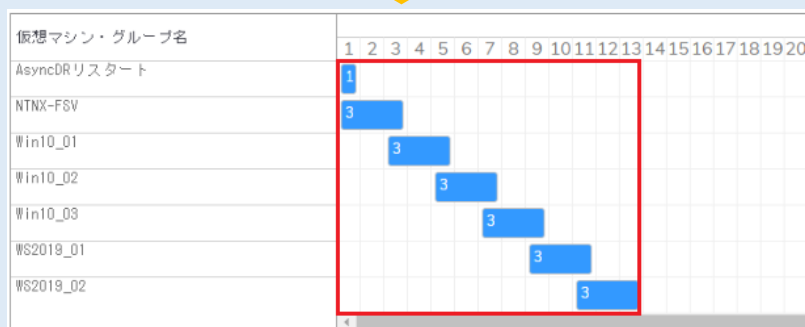 仮想マシン・グループ名
1 2 3 4 5 6 7 8 9 10 11 12 13 14 15 16 17 18 19 20
AsyncDRリスタート
1
NTNX-FSV
3
Win10_01
3
Win10_02
3
Win10_03
3
WS2019_01
3
WS2019_02
3